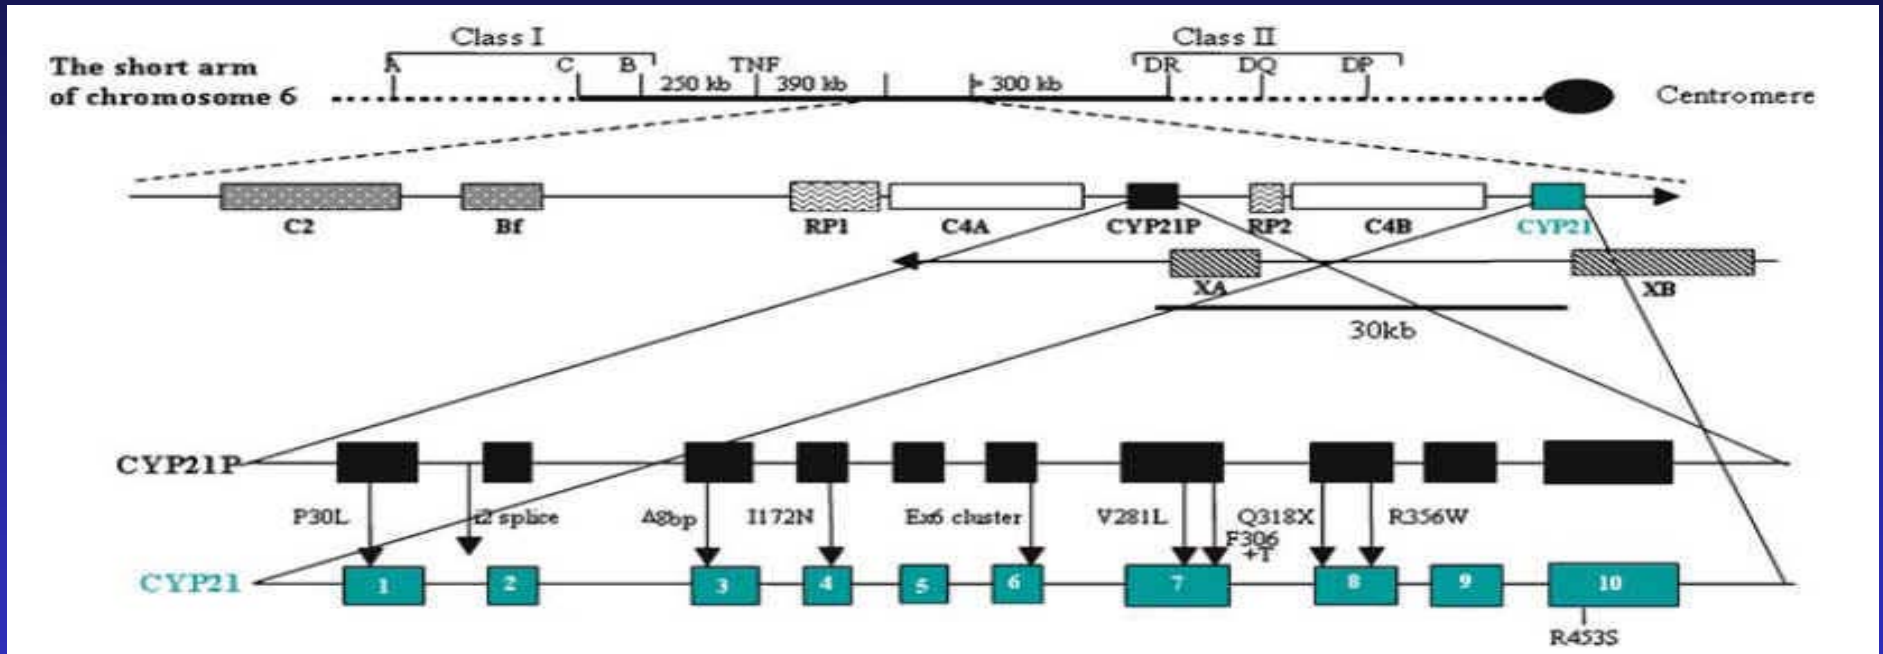 Class I
Class II
The short arm
of chromosome 6
A
C
B
TNF
DR
DQ
DP
250 kb
390 kb
300 kb
Centromere
C2
Bf
RP1
C4A
CYP21P
RP2
C4B
CYP21
XA
XB
30kb
CYP21P
P30L
i2 splice
Δ8bp
I172N
Ex6 cluster
V281L
F306
+T
Q318X
R356W
CYP21
1
2
3
4
5
6
7
8
9
10
R453S